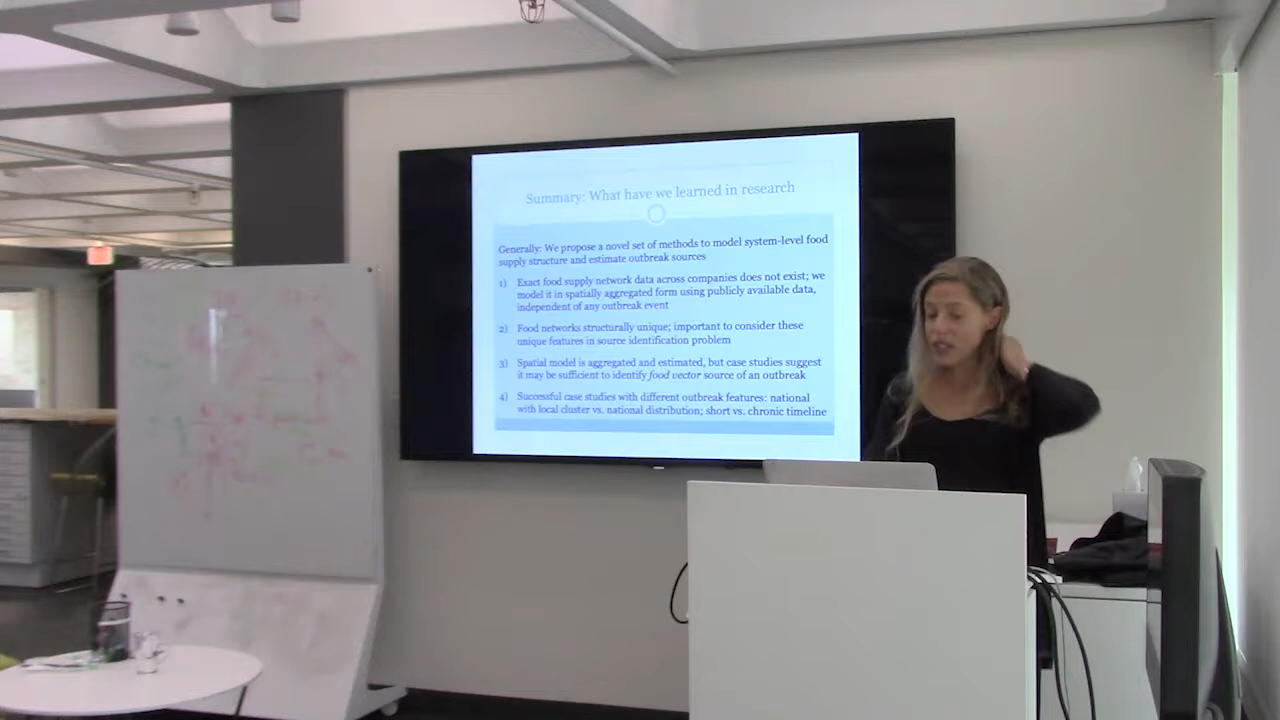 Summary: What have we learned in research
Generally: We propose a novel set of methods to model system-level food
supply structure and estimate outbreak sources
1) Exact food supply network data across companies does not exist; we
model it in spatially aggregated form using publicly available data,
independent of any outbreak event
2) Food networks structurally unique; important to consider these
unique features in source identification problem
3) Spatial model is aggregated and estimated, but case studies suggest
it may be sufficient to identify food vector source of an outbreak
4) Successful case studies with different outbreak features: national
with local cluster vs. national distribution; short vs. chronic timeline